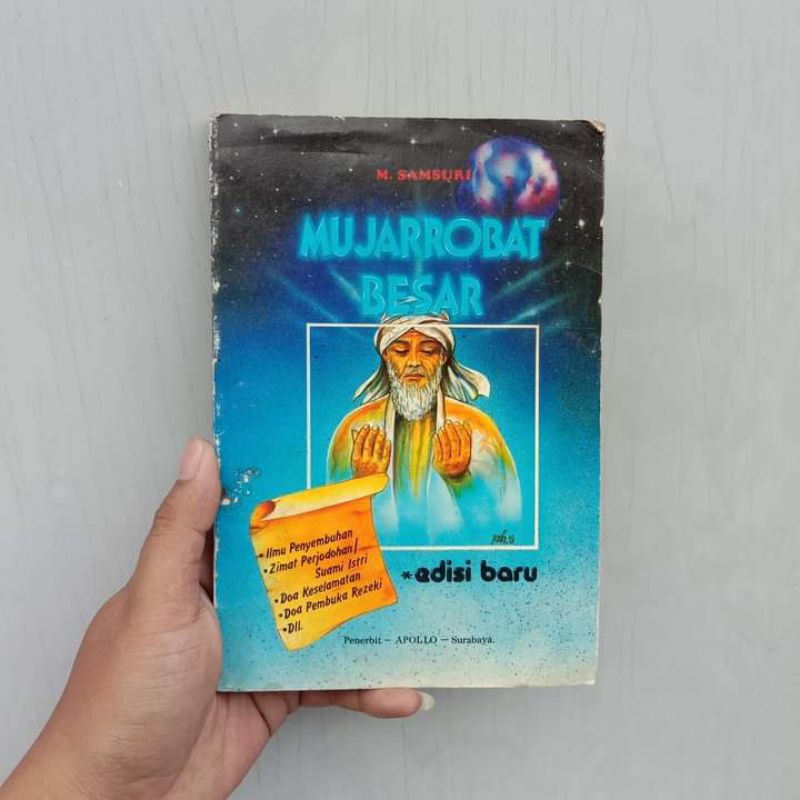 M. SAMSURI
MUJARROBAT
BESAR
• Ilmu Penyembuhan
• Zimat Perjodohan/
Suami Istri
• Doa Keselamatan
• Doa Pembuka Rezeki
• Dll.
*edisi baru
Penerbit – APOLLO – Surabaya.